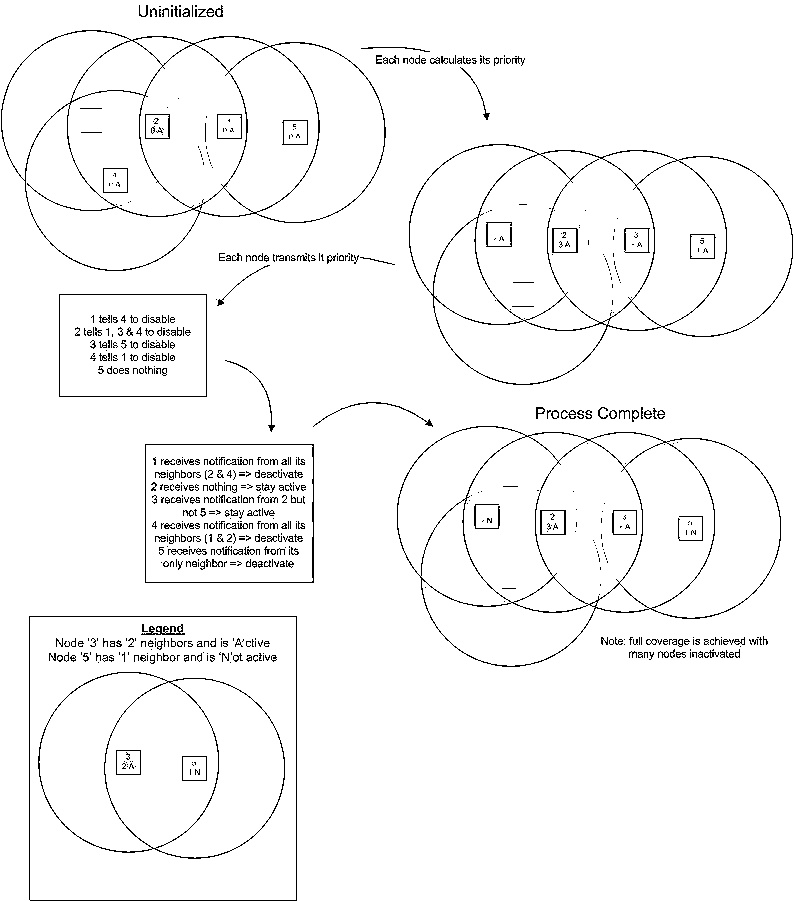 Uninitialized
Each node calculates its priority
2
5
Each node transmits It priority
2
3 A
3
5
1 tells 4 to disable
2 tells 1, 3 & 4 to disable
3 tells 5 to disable
4 tells 1 to disable
5 does nothing
Process Complete
1 receives notification from all its
neighbors (2 & 4) => deactivate
2 receives nothing => stay active
3 receives notification from 2 but
not 5 => stay active
4 receives notification from all its
neighbors (1 & 2) => deactivate
5 receives notification from its
only neighbor => deactivate
2
3 A
1 N
Note: full coverage is achieved with
many nodes inactivated
Legend
Node '3' has '2' neighbors and is 'A'ctive
Node '5' has '1' neighbor and is 'N'ot active
3
2 A
1 N